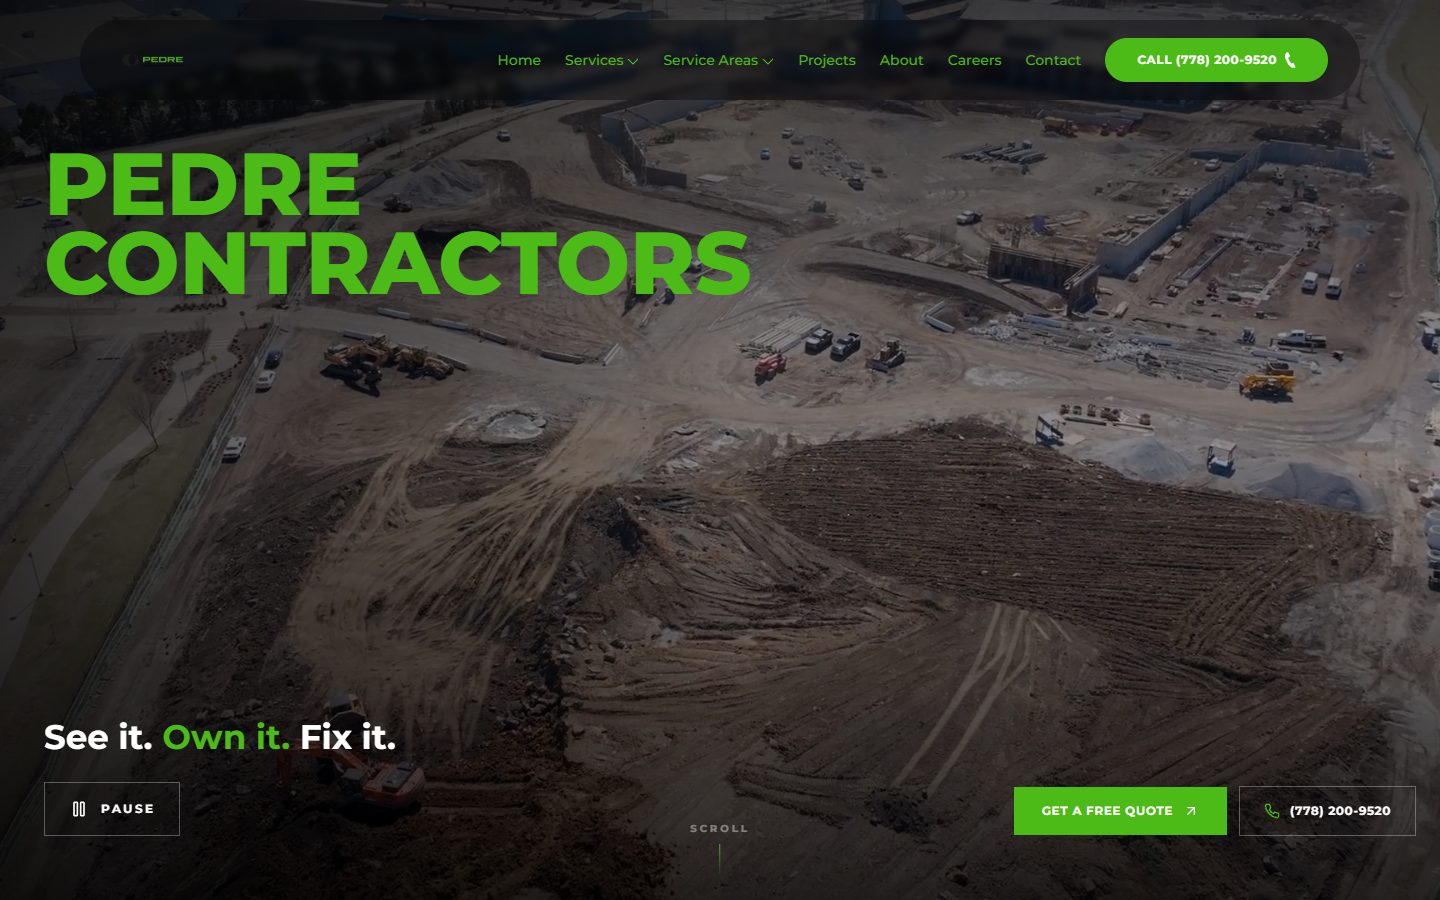 PEDRE
Home
Services
Service Areas
Projects
About
Careers
Contact
CALL (778) 200-9520
PEDRE
CONTRACTORS
See it. Own it. Fix it.
PAUSE
SCROLL
GET A FREE QUOTE
(778) 200-9520